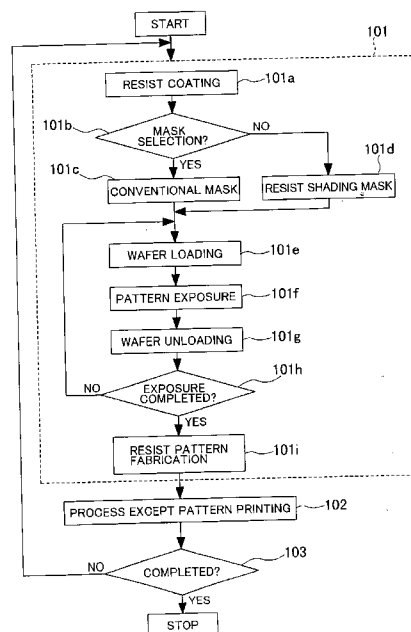 START
101
RESIST COATING
101a
101b
MASK
SELECTION?
NO
YES
101c
101d
CONVENTIONAL MASK
RESIST SHADING MASK
WAFER LOADING
101e
PATTERN EXPOSURE
101f
WAFER UNLOADING
101g
101h
NO
EXPOSURE
COMPLETED?
YES
RESIST PATTERN
FABRICATION
101i
PROCESS EXCEPT PATTERN PRINTING
102
103
NO
COMPLETED?
YES
STOP